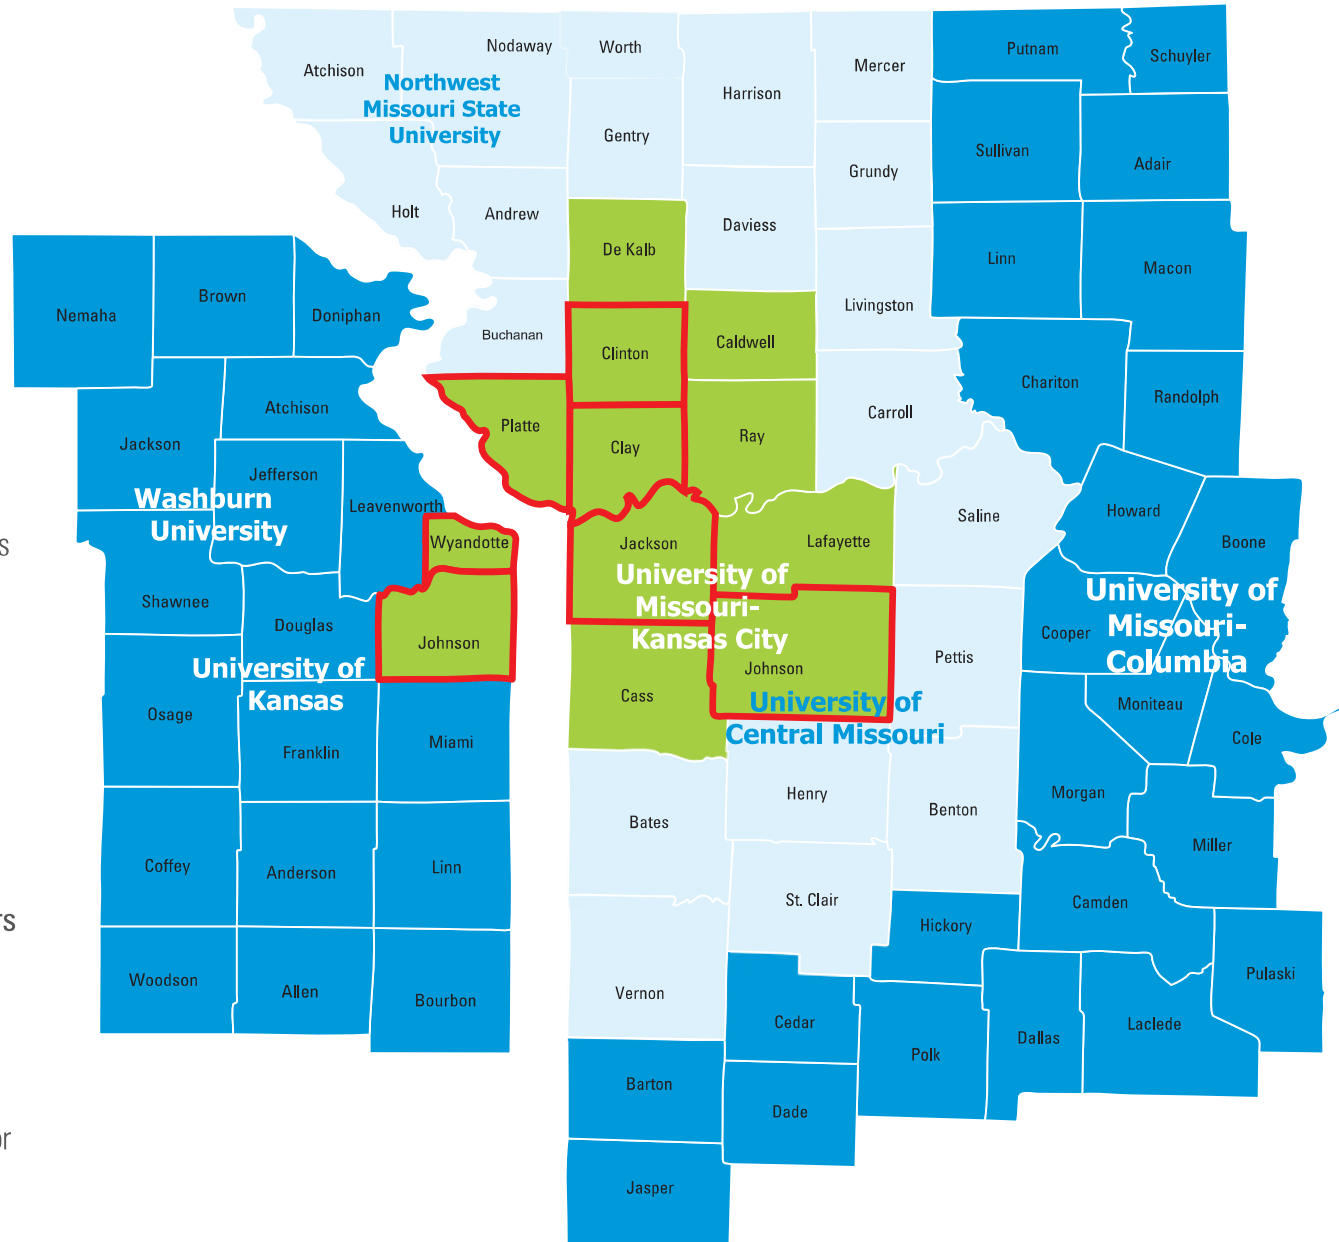 Nodaway
Worth
Mercer
Putnam
Schuyler
Atchison
Harrison
Northwest
Missouri State
University
Gentry
Sullivan
Adair
Grundy
Holt
Andrew
Daviess
De Kalb
Linn
Macon
Nemaha
Brown
Doniphan
Livingston
Buchanan
Clinton
Caldwell
Chariton
Randolph
Atchison
Carroll
Jackson
Platte
Clay
Ray
Jefferson
Washburn
University
Leavenworth
Saline
Howard
Boone
s
Wyandotte
Jackson
Lafayette
University of
Missouri-
Kansas City
University of
Missouri-
Columbia
Shawnee
Douglas
Johnson
Cooper
Pettis
Johnson
University of
Kansas
Cass
Moniteau
Osage
University of
Central Missouri
Franklin
Miami
Cole
Henry
Morgan
Bates
Benton
Miller
Coffey
Anderson
Linn
St. Clair
Camden
rs
Hickory
Woodson
Allen
Bourbon
Vernon
Pulaski
Cedar
Polk
Dallas
Laclede
Barton
Dade
or
Jasper